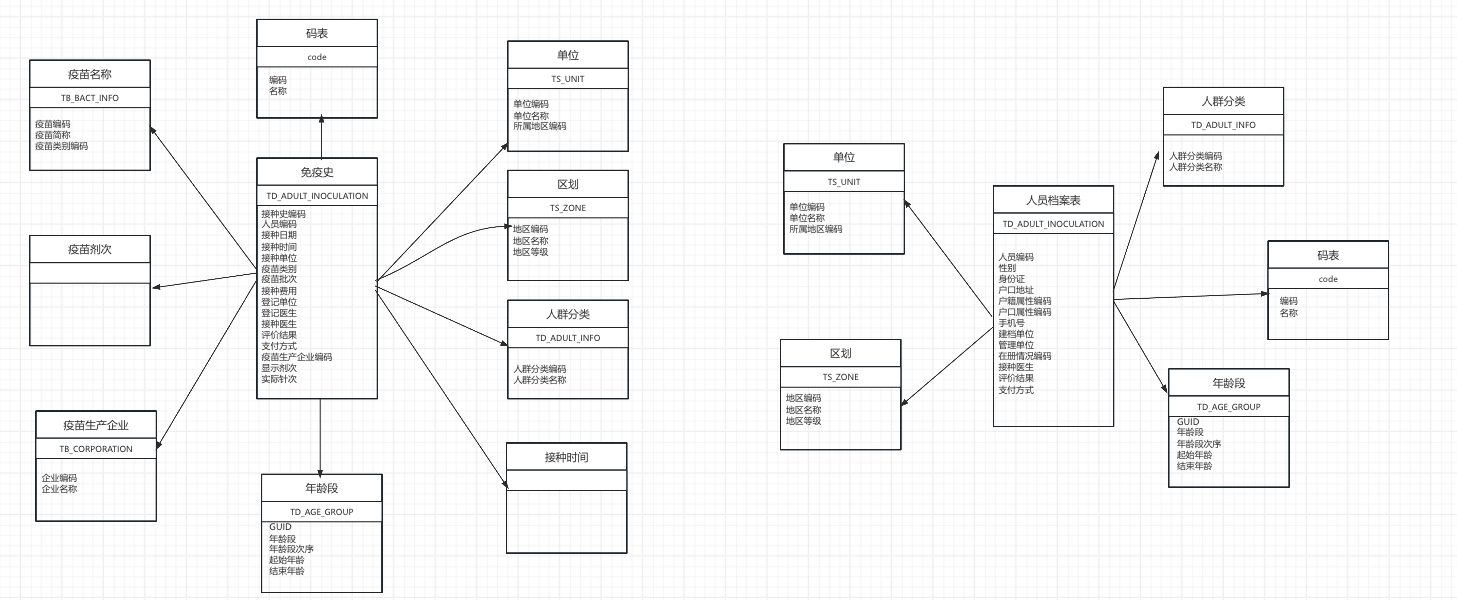 码表
code
编码
名称
疫苗名称
TB_BACT_INFO
疫苗编码
疫苗简称
疫苗类别编码
单位
TS_UNIT
单位编码
单位名称
所属地区编码
免疫史
TD_ADULT_INOCULATION
接种史编码
人员编码
接种日期
接种时间
接种单位
疫苗类别
疫苗批次
接种费用
登记单位
登记医生
接种医生
评价结果
支付方式
疫苗生产企业编码
显示剂次
实际针次
区划
TS_ZONE
地区编码
地区名称
地区等级
疫苗剂次
人群分类
TD_ADULT_INFO
人群分类编码
人群分类名称
疫苗生产企业
TB_CORPORATION
企业编码
企业名称
年龄段
TD_AGE_GROUP
GUID
年龄段
年龄段次序
起始年龄
结束年龄
接种时间
单位
TS_UNIT
单位编码
单位名称
所属地区编码
人群分类
TD_ADULT_INFO
人群分类编码
人群分类名称
人员档案表
TD_ADULT_INOCULATION
人员编码
性别
身份证
户口地址
户籍属性编码
户口属性编码
手机号
建档单位
管理单位
在册情况编码
接种医生
评价结果
支付方式
码表
code
编码
名称
区划
TS_ZONE
地区编码
地区名称
地区等级
年龄段
TD_AGE_GROUP
GUID
年龄段
年龄段次序
起始年龄
结束年龄